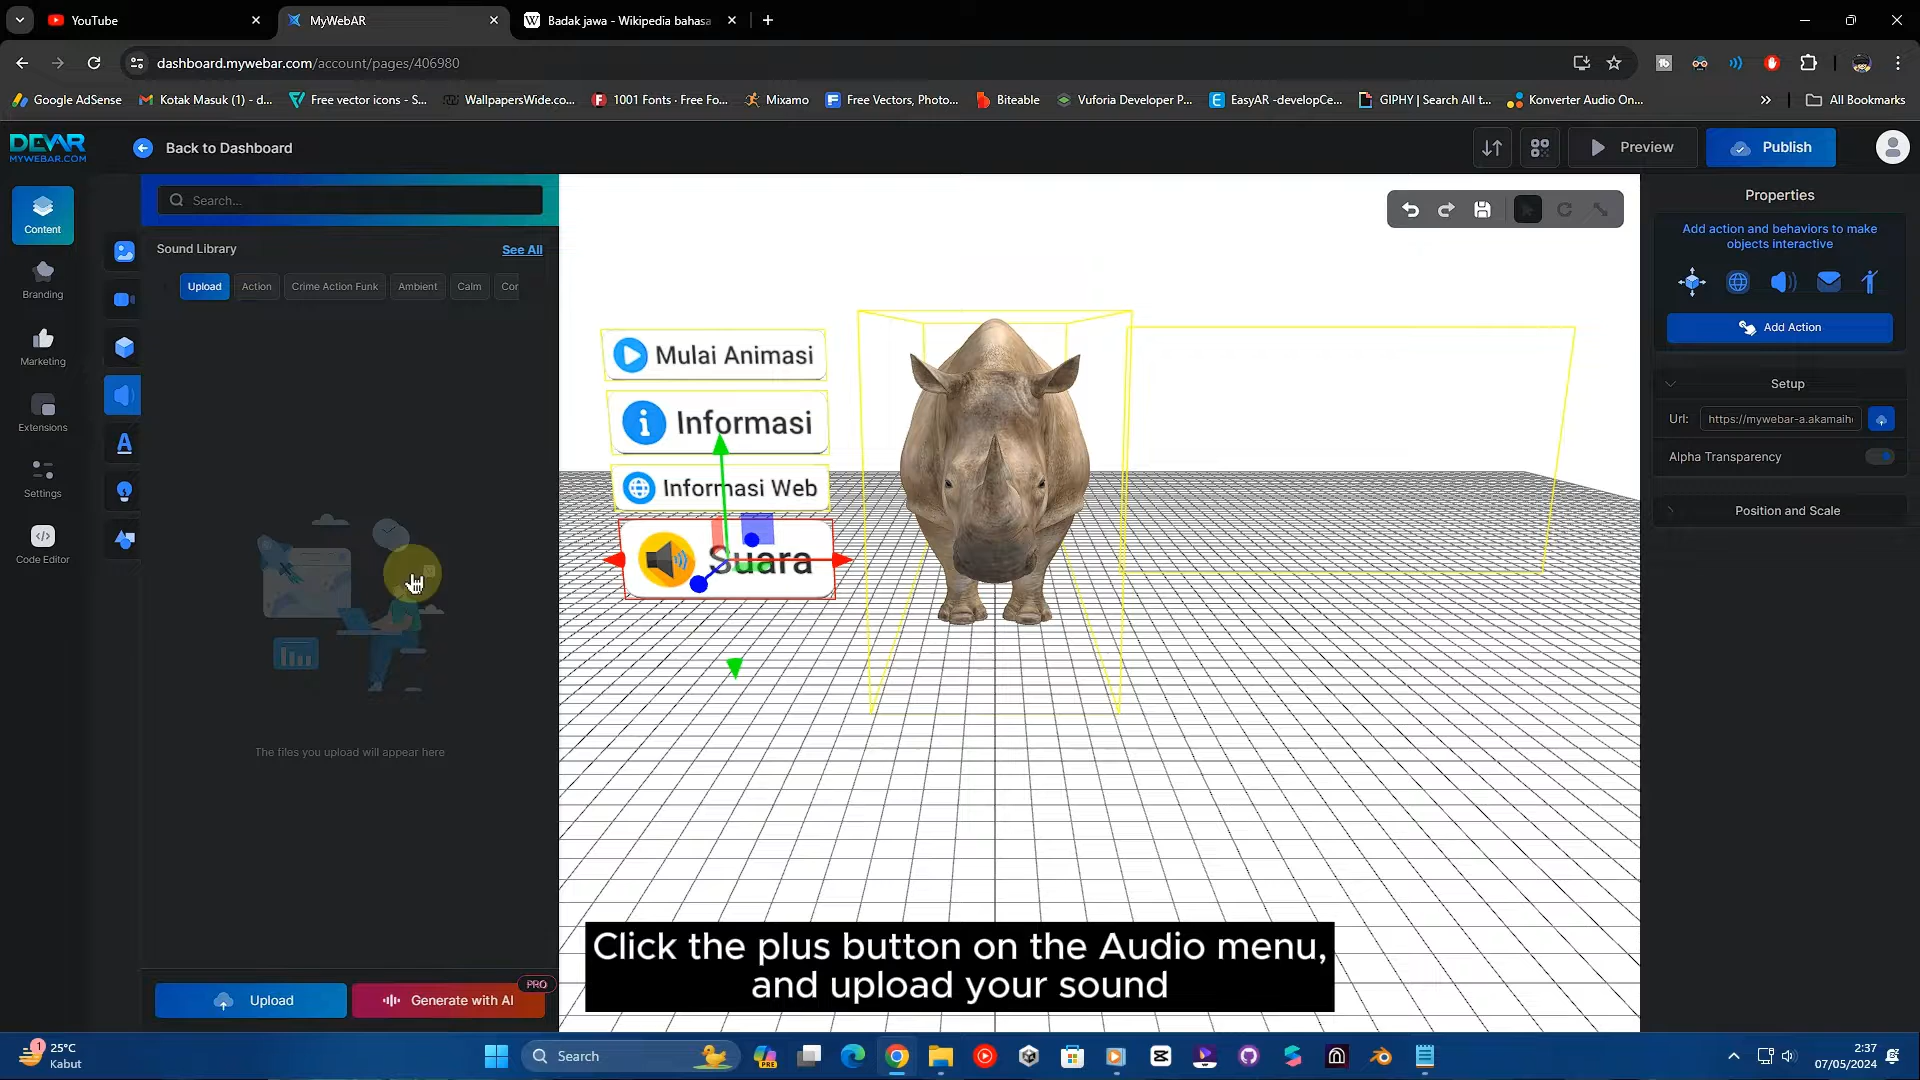 YouTube
MyWebAR
Badak jawa - Wikipedia bahasa
dashboard.mywebar.com/account/pages/406980
Google AdSense
Kotak Masuk (1) - d...
Free vector icons - S...
WallpapersWide.co...
1001 Fonts · Free Fo...
Mixamo
Free Vectors, Photo...
Biteable
Vuforia Developer P...
EasyAR -developCe...
GIPHY | Search All t...
Konverter Audio On...
All Bookmarks
DEVAR
MYWEBAR.COM
Back to Dashboard
Preview
Publish
Content
Branding
Marketing
Extensions
Settings
Code Editor
Search...
Sound Library
See All
Upload
Action
Crime Action Funk
Ambient
Calm
Cor
The files you upload will appear here
Upload
Generate with AI
PRO
Mulai Animasi
Informasi
Informasi Web
Suara
Properties
Add action and behaviors to make
objects interactive
Add Action
Setup
Url: https://mywebar-a.akamaih
Alpha Transparency
Position and Scale
Click the plus button on the Audio menu,
and upload your sound
1
25°C
Kabut
Search
PRE
2:37
07/05/2024